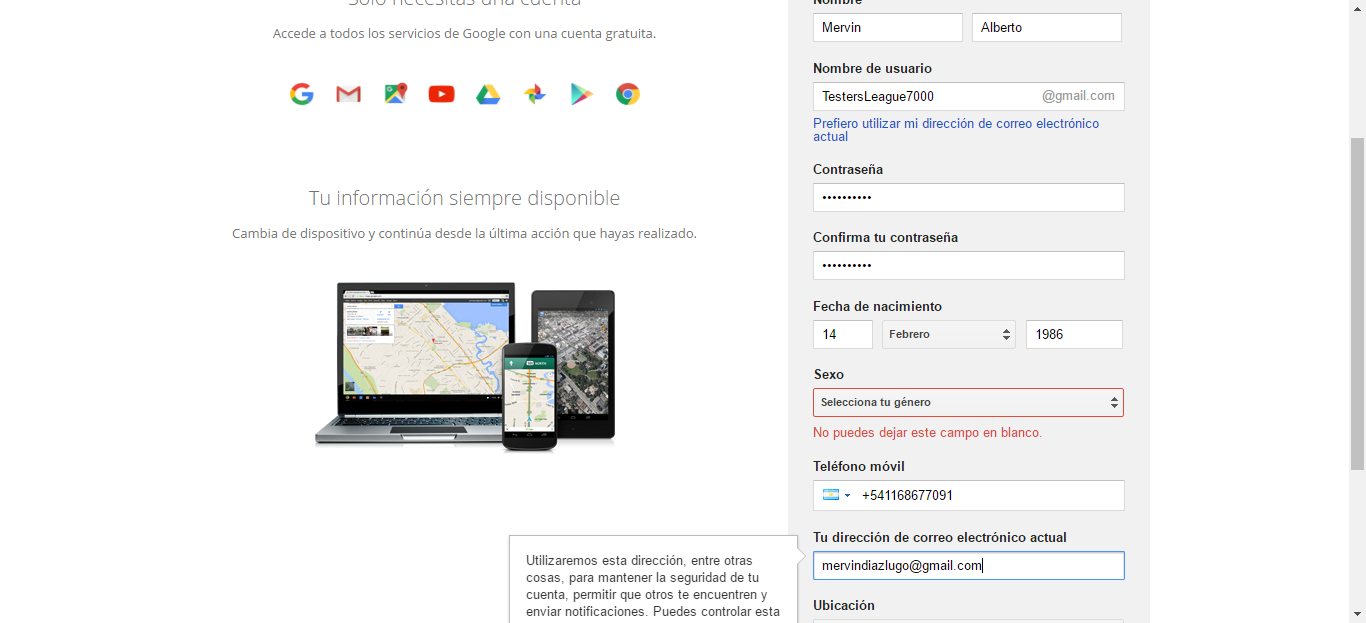 Solo necesitas una cuenta
Accede a todos los servicios de Google con una cuenta gratuita.
Tu información siempre disponible
Cambia de dispositivo y continúa desde la última acción que hayas realizado.
Nombre
Mervin
Alberto
Nombre de usuario
TestersLeague7000
@gmail.com
Prefiero utilizar mi dirección de correo electrónico
actual
Contraseña
••••••••••
Confirma tu contraseña
••••••••••
Fecha de nacimiento
14
Febrero
1986
Sexo
Selecciona tu género
No puedes dejar este campo en blanco.
Teléfono móvil
+541168677091
Tu dirección de correo electrónico actual
mervindiazlugo@gmail.com
Utilizaremos esta dirección, entre otras
cosas, para mantener la seguridad de tu
cuenta, permitir que otros te encuentren y
enviar notificaciones. Puedes controlar esta
Ubicación